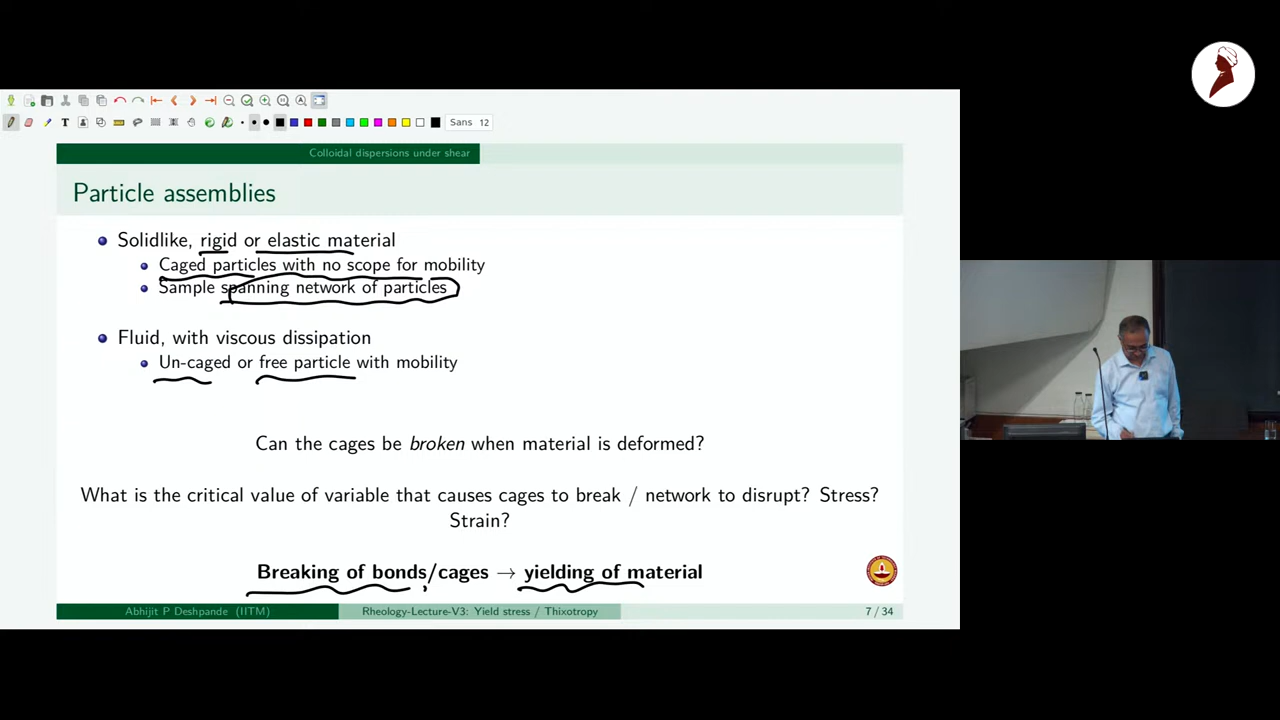 Sans 12
Colloidal dispersions under shear
Particle assemblies
Solidlike, rigid or elastic material
Caged particles with no scope for mobility
Sample spanning network of particles
Fluid, with viscous dissipation
Un-caged or free particle with mobility
Can the cages be broken when material is deformed?
What is the critical value of variable that causes cages to break / network to disrupt? Stress?
Strain?
Breaking of bonds/cages → yielding of material
Abhijit P Deshpande (IITM) Rheology-Lecture-V3: Yield stress / Thixotropy 7 / 34